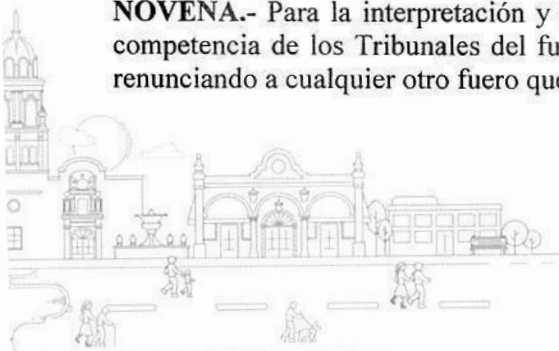 NOVENA.- Para la interpretación y
competencia de los Tribunales del fu
renunciando a cualquier otro fuero que